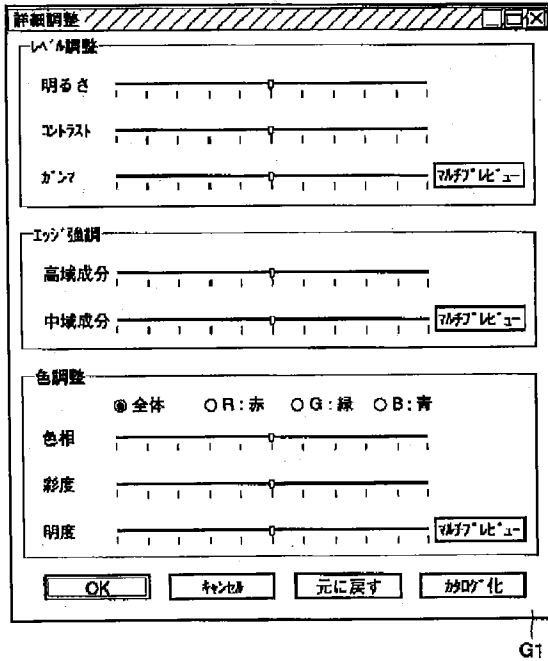 詳細調整
ﾚﾍﾞﾙ調整
明るさ
ｺﾝﾄﾗｽﾄ
ｶﾞﾝﾏ
ﾏﾙﾁﾌﾟﾚﾋﾞｭｰ
ｴｯｼﾞ強調
高域成分
中域成分
ﾏﾙﾁﾌﾟﾚﾋﾞｭｰ
色調整
全体 R:赤 G:緑 B:青
色相
彩度
明度
ﾏﾙﾁﾌﾟﾚﾋﾞｭｰ
OK ｷｬﾝｾﾙ 元に戻す ｶﾀﾛｸﾞ化
G1